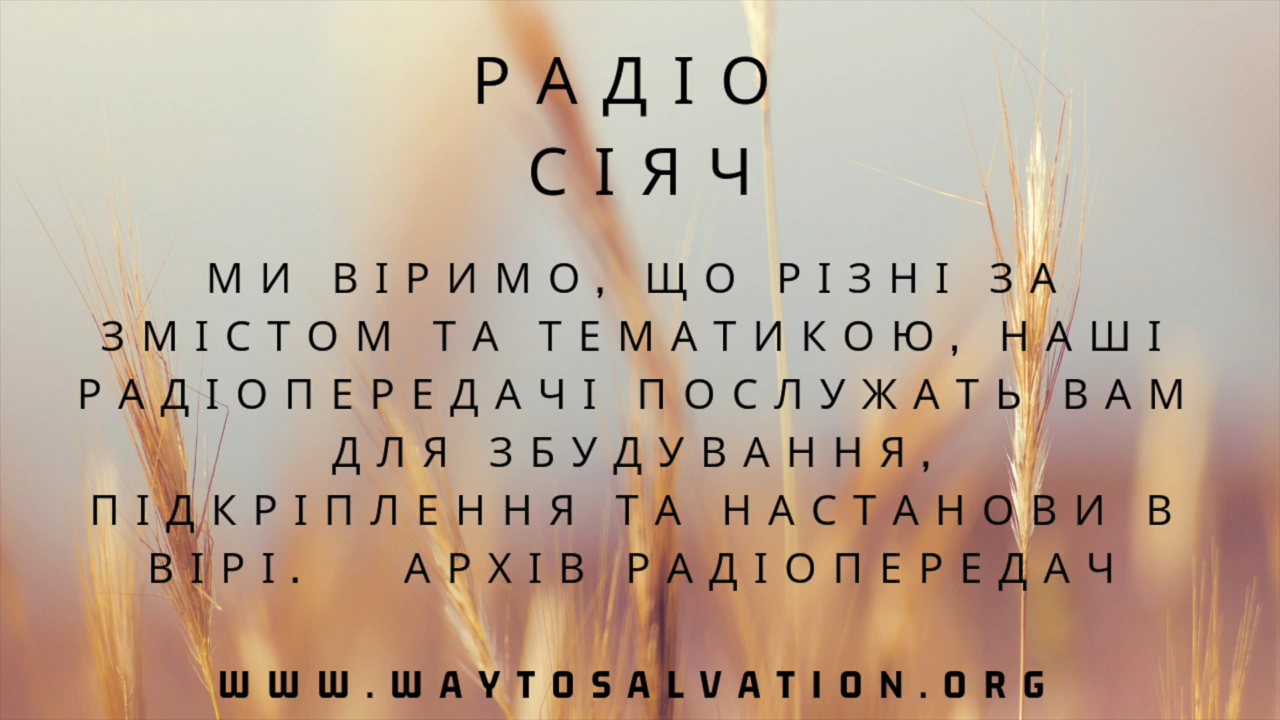 РАДІО
СІЯЧ
МИ ВІРИМО, ЩО РІЗНІ ЗА
ЗМІСТОМ ТА ТЕМАТИКОЮ, НАШІ
РАДІОПЕРЕДАЧІ ПОСЛУЖАТЬ ВАМ
ДЛЯ ЗБУДУВАННЯ,
ПІДКРІПЛЕННЯ ТА НАСТАНОВИ В
ВІРІ. АРХІВ РАДІОПЕРЕДАЧ
WWW.WAYTOSALVATION.ORG